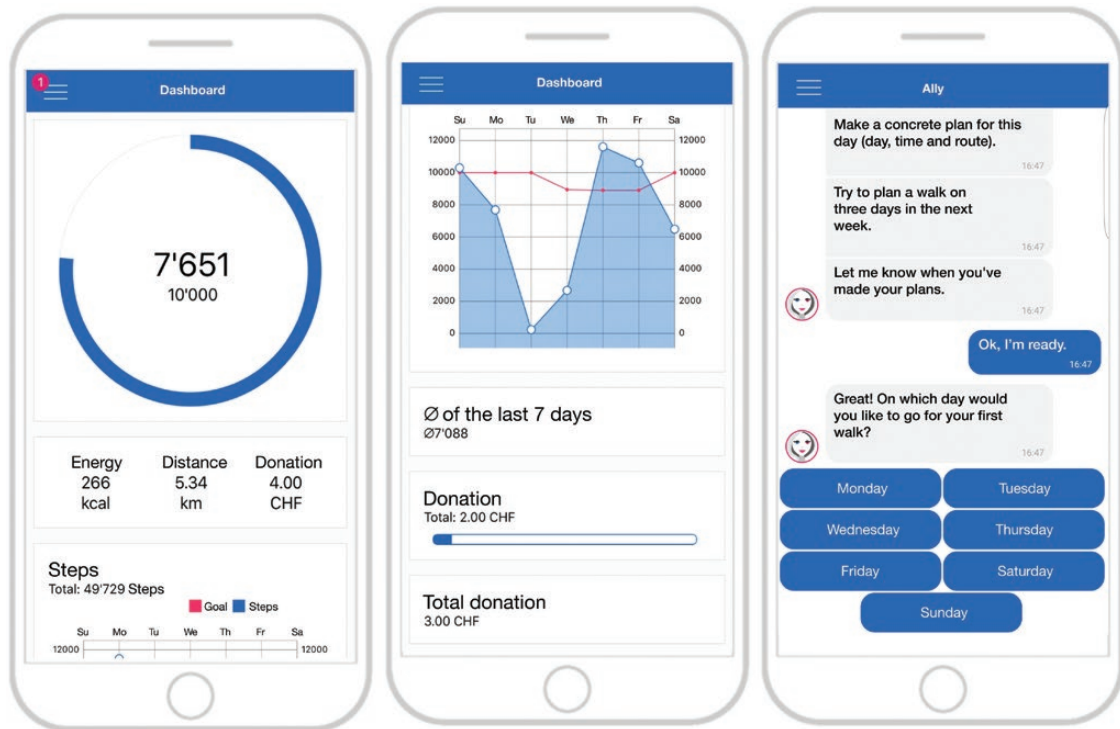 1
Dashboard
7'651
10'000
Energy
266
kcal
Distance
5.34
km
Donation
4.00
CHF
Steps
Total: 49'729 Steps
Goal Steps
Su Mo Tu We Th Fr Sa
12000 12000
Dashboard
Su Mo Tu We Th Fr Sa
12000 12000
10000 10000
8000 8000
6000 6000
4000 4000
2000 2000
0 0
Ø of the last 7 days
Ø7'088
Donation
Total: 2.00 CHF
Total donation
3.00 CHF
Ally
Make a concrete plan for this
day (day, time and route).
16:47
Try to plan a walk on
three days in the next
week.
16:47
Let me know when you've
made your plans.
16:47
Ok, I'm ready.
16:47
Great! On which day would
you like to go for your first
walk?
16:47
Monday Tuesday
Wednesday Thursday
Friday Saturday
Sunday